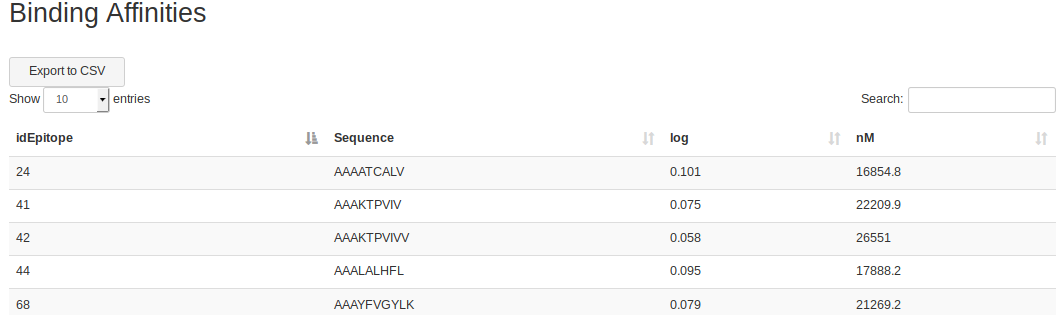 Binding Affinities
Export to CSV
Show 10 entries
Search:
idEpitope Sequence log nM
24 AAAATCALV 0.101 16854.8
41 AAAKTPVIV 0.075 22209.9
42 AAAKTPVIVV 0.058 26551
44 AAALALHFL 0.095 17888.2
68 AAAYFVGYLK 0.079 21269.2